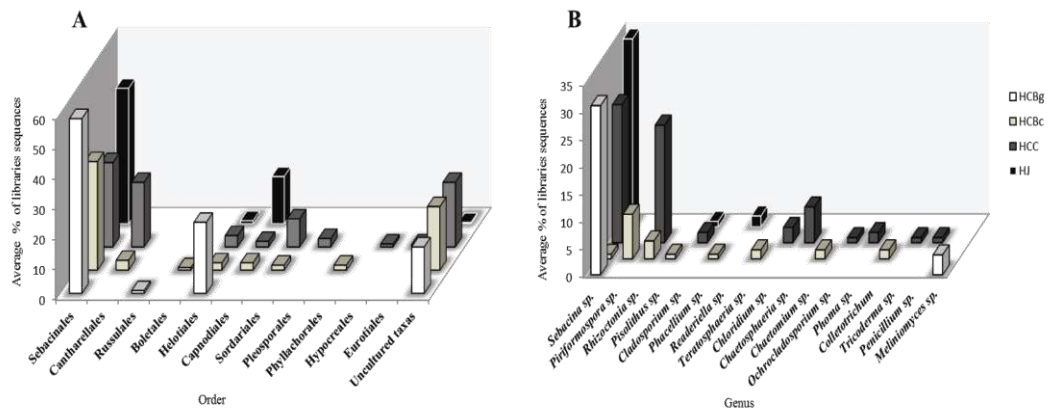 A
Average % of libraries sequences
60
50
40
30
20
10
0
Sebacinales
Cantharellales
Russulales
Boletales
Helotiales
Capnodiales
Sordariales
Pleosporales
Phyllachorales
Hypocreales
Eurotiales
Uncultured taxas
Order
B
Average % of libraries sequences
35
30
25
20
15
10
5
0
Sebacina sp.
Piriformospora sp.
Rhizoctonia sp.
Pisolithus sp.
Cladosporium sp.
Phacellium sp.
Readeriella sp.
Teratosphaeria sp.
Chloridium sp.
Chaetosphaeria sp.
Chaetomium sp.
Ochrocladosporium sp.
Phoma sp.
Colletotrichum
Tricoderma sp.
Penicillium sp.
Meliniomyces sp.
Genus
HCBg
HCBc
HCC
HJ